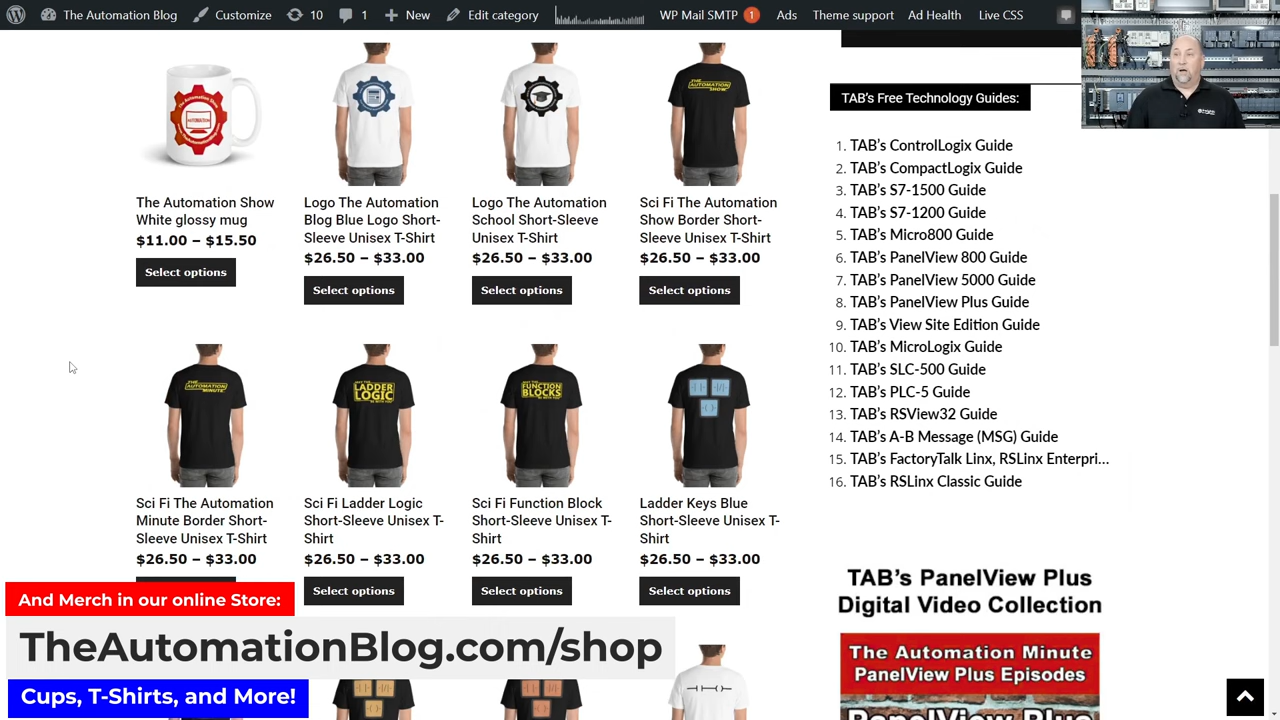 The Automation Blog Customize 10 1 New Edit category WP Mail SMTP 1 Ads Theme support Ad Health Live CSS
The Automation Show
White glossy mug
$11.00 – $15.50
Select options
Logo The Automation
Blog Blue Logo Short-
Sleeve Unisex T-Shirt
$26.50 – $33.00
Select options
Logo The Automation
School Short-Sleeve
Unisex T-Shirt
$26.50 – $33.00
Select options
THE
AUTOMATION
SHOW
Sci Fi The Automation
Show Border Short-
Sleeve Unisex T-Shirt
$26.50 – $33.00
Select options
THE
AUTOMATION
MINUTE
Sci Fi The Automation
Minute Border Short-
Sleeve Unisex T-Shirt
$26.50 – $33.00
LADDER
LOGIC
Sci Fi Ladder Logic
Short-Sleeve Unisex T-
Shirt
$26.50 – $33.00
Select options
FUNCTION
BLOCKS
Sci Fi Function Block
Short-Sleeve Unisex T-
Shirt
$26.50 – $33.00
Select options
Ladder Keys Blue
Short-Sleeve Unisex T-
Shirt
$26.50 – $33.00
Select options
TAB's Free Technology Guides:
1. TAB's ControlLogix Guide
2. TAB's CompactLogix Guide
3. TAB's S7-1500 Guide
4. TAB's S7-1200 Guide
5. TAB's Micro800 Guide
6. TAB's PanelView 800 Guide
7. TAB's PanelView 5000 Guide
8. TAB's PanelView Plus Guide
9. TAB's View Site Edition Guide
10. TAB's MicroLogix Guide
11. TAB's SLC-500 Guide
12. TAB's PLC-5 Guide
13. TAB's RSView32 Guide
14. TAB's A-B Message (MSG) Guide
15. TAB's FactoryTalk Linx, RSLinx Enterpri...
16. TAB's RSLinx Classic Guide
TAB's PanelView Plus
Digital Video Collection
The Automation Minute
PanelView Plus Episodes
PanelView Plus
And Merch in our online Store:
TheAutomationBlog.com/shop
Cups, T-Shirts, and More!